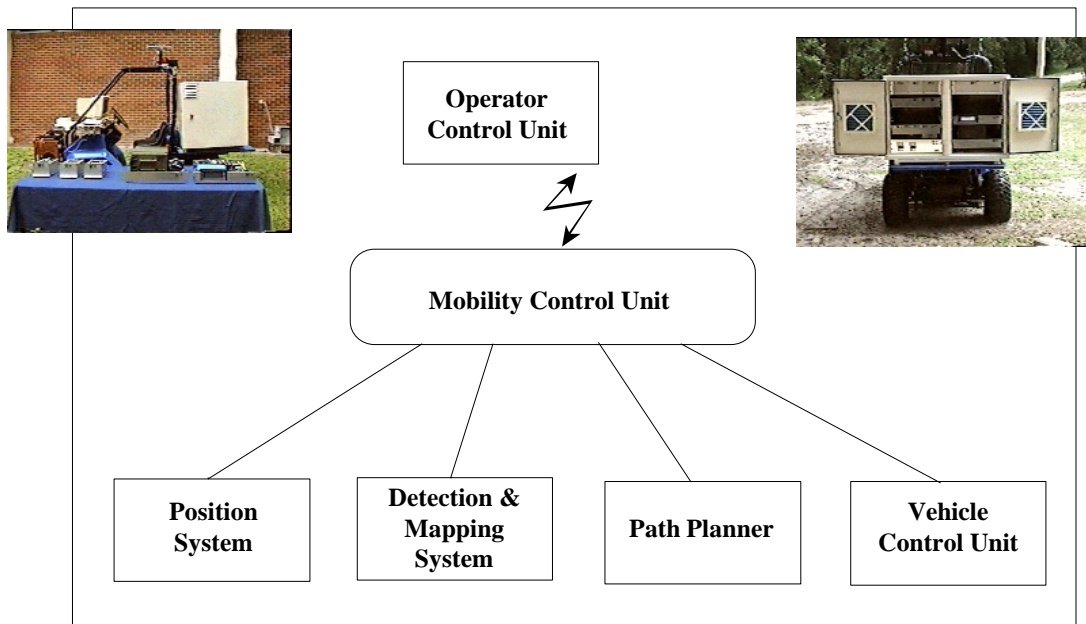 Operator
Control Unit
Mobility Control Unit
Position
System
Detection &
Mapping
System
Path Planner
Vehicle
Control Unit